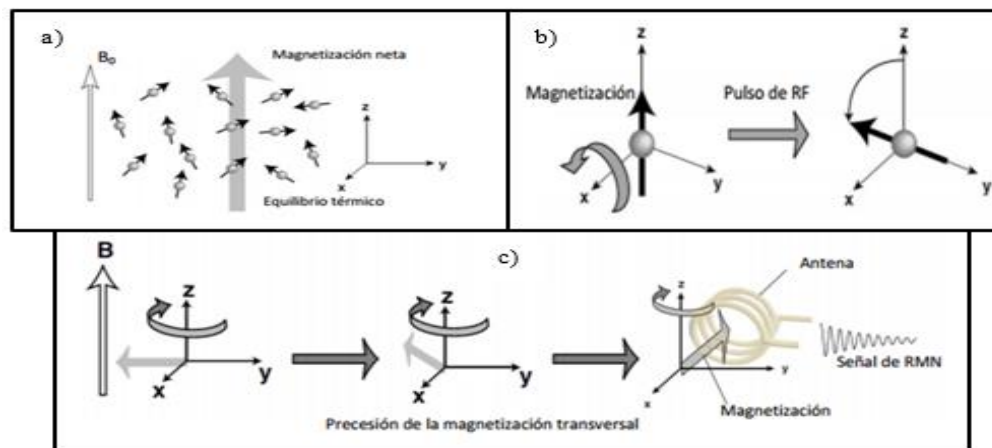 a)
Magnetización neta
B₀
z
y
x
Equilibrio térmico
b)
z
Magnetización
Pulso de RF
x
y
z
x
y
c)
B
z
y
x
z
y
x
Antena
z
y
x
Señal de RMN
Magnetización
Precesión de la magnetización transversal